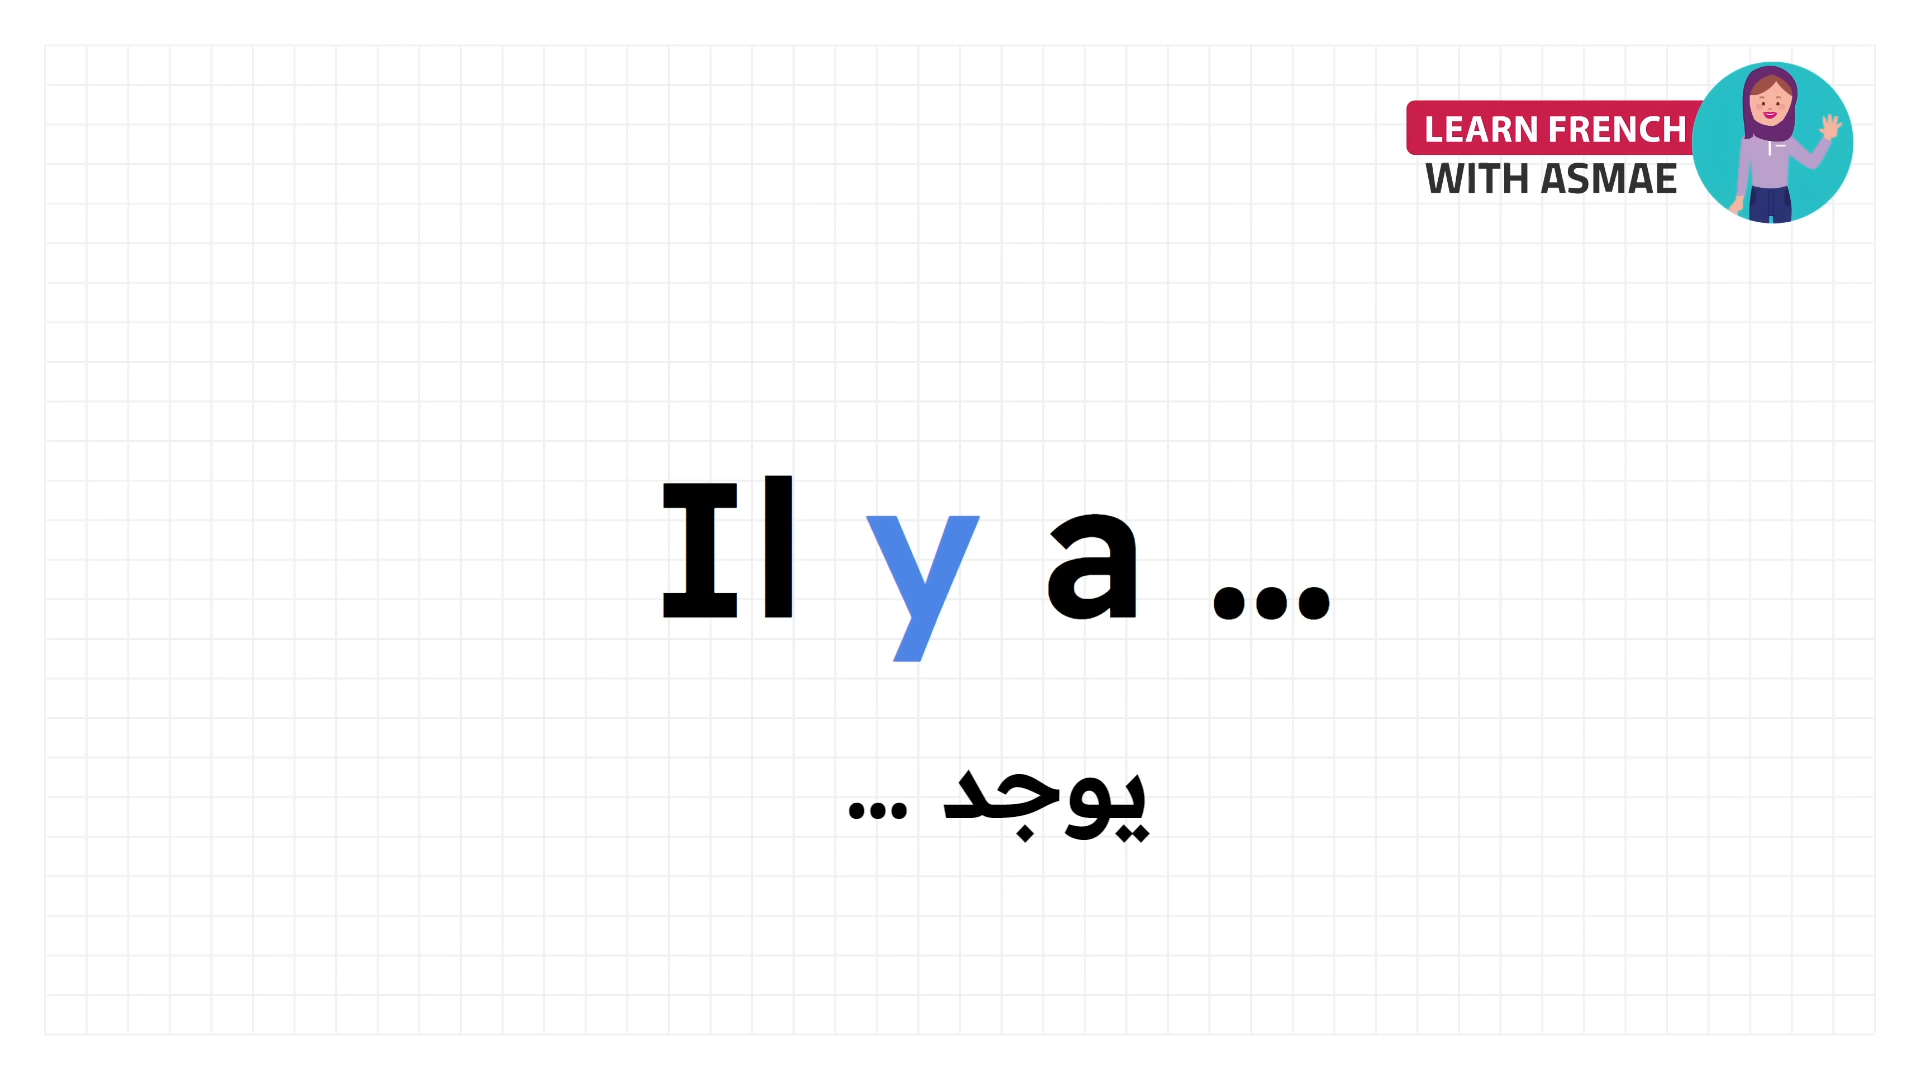 LEARN FRENCH
WITH ASMAE
Il y a ...
يوجد ...